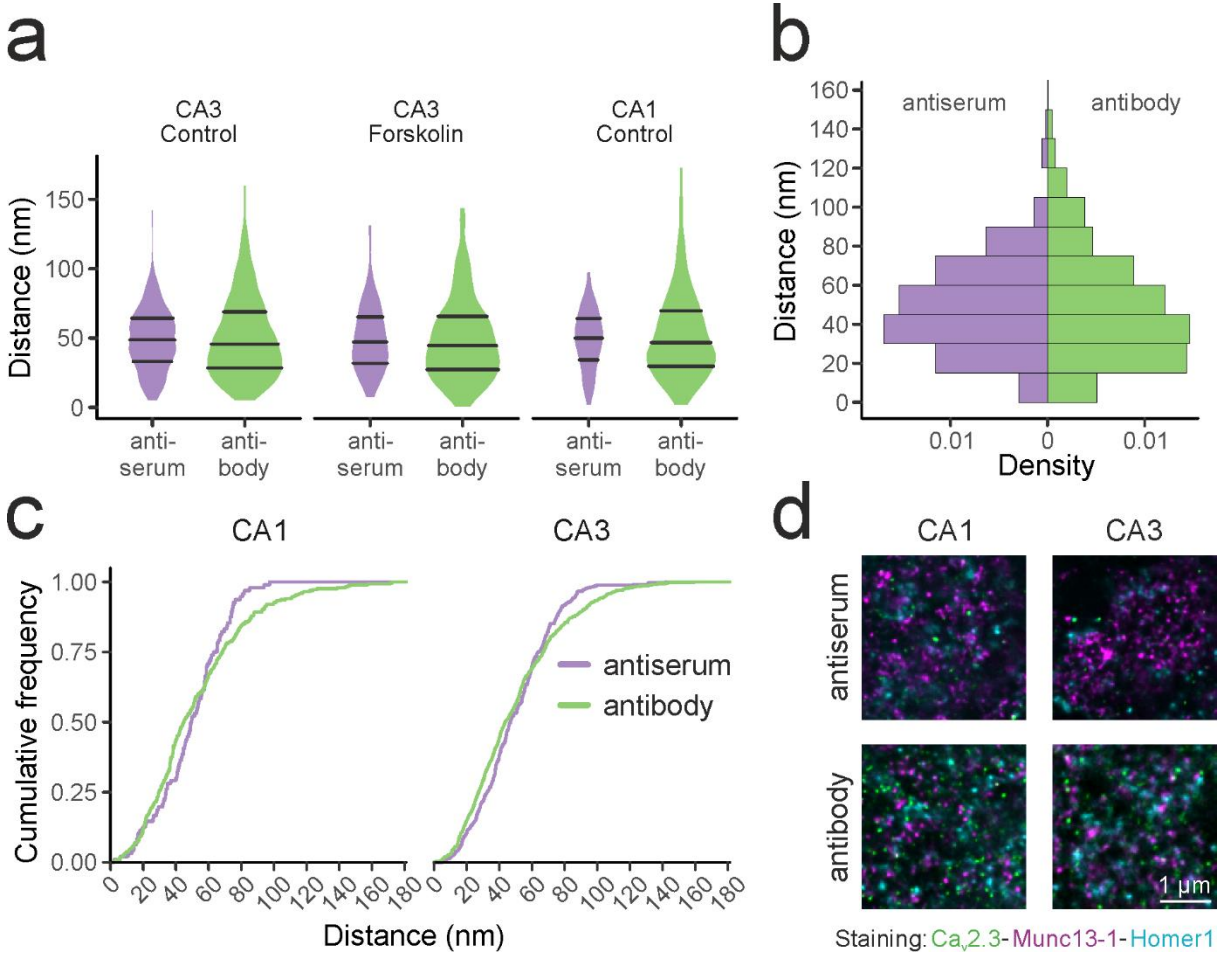 a
CA3
Control
CA3
Forskolin
CA1
Control
Distance (nm)
150
100
50
0
anti-
serum
anti-
body
anti-
serum
anti-
body
anti-
serum
anti-
body
b
antiserum
antibody
Distance (nm)
160
140
120
100
80
60
40
20
0
0.01
0
0.01
Density
c
CA1
CA3
Cumulative frequency
1.00
0.75
0.50
0.25
0.00
0
20
40
60
80
100
120
140
160
180
0
20
40
60
80
100
120
140
160
180
antiserum
antibody
Distance (nm)
d
CA1
CA3
antiserum
antibody
1 µm
Staining: Cav2.3-Munc13-1-Homer1